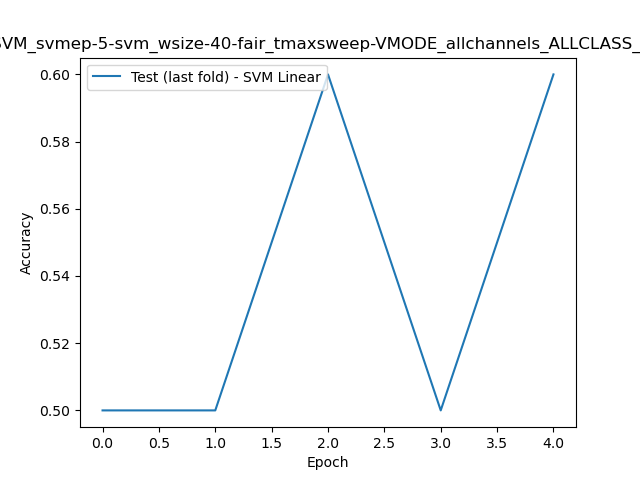 SVM_svmep-5-svm_wsize-40-fair_tmaxsweep-VMODE_allchannels_ALLCLASS_
Test (last fold) - SVM Linear
0.60
0.58
0.56
0.54
0.52
0.50
Accuracy
0.0 0.5 1.0 1.5 2.0 2.5 3.0 3.5 4.0
Epoch